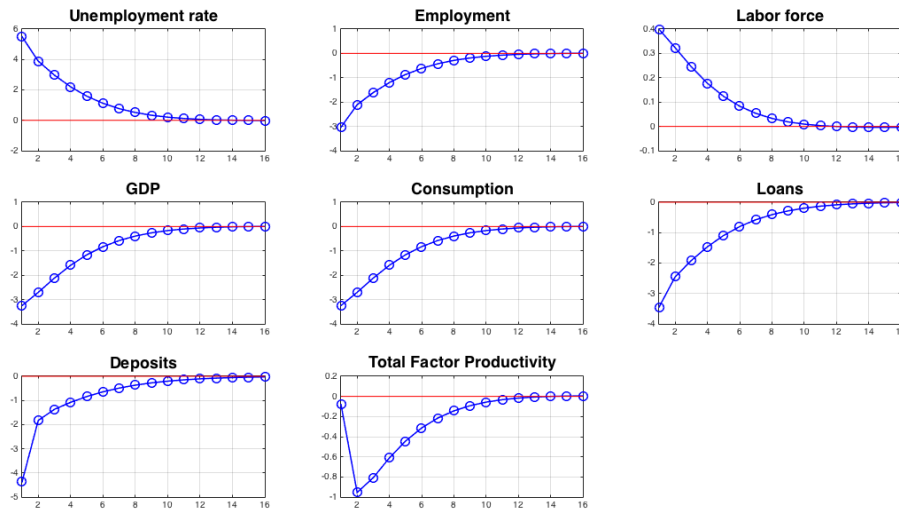 Unemployment rate
6
4
2
0
-2
2 4 6 8 10 12 14 16
Employment
1
0
-1
-2
-3
-4
2 4 6 8 10 12 14 16
Labor force
0.4
0.3
0.2
0.1
0
-0.1
2 4 6 8 10 12 14 16
GDP
1
0
-1
-2
-3
-4
2 4 6 8 10 12 14 16
Consumption
1
0
-1
-2
-3
-4
2 4 6 8 10 12 14 16
Loans
0
-1
-2
-3
-4
2 4 6 8 10 12 14 16
Deposits
0
-1
-2
-3
-4
-5
2 4 6 8 10 12 14 16
Total Factor Productivity
0.2
0
-0.2
-0.4
-0.6
-0.8
-1
2 4 6 8 10 12 14 16